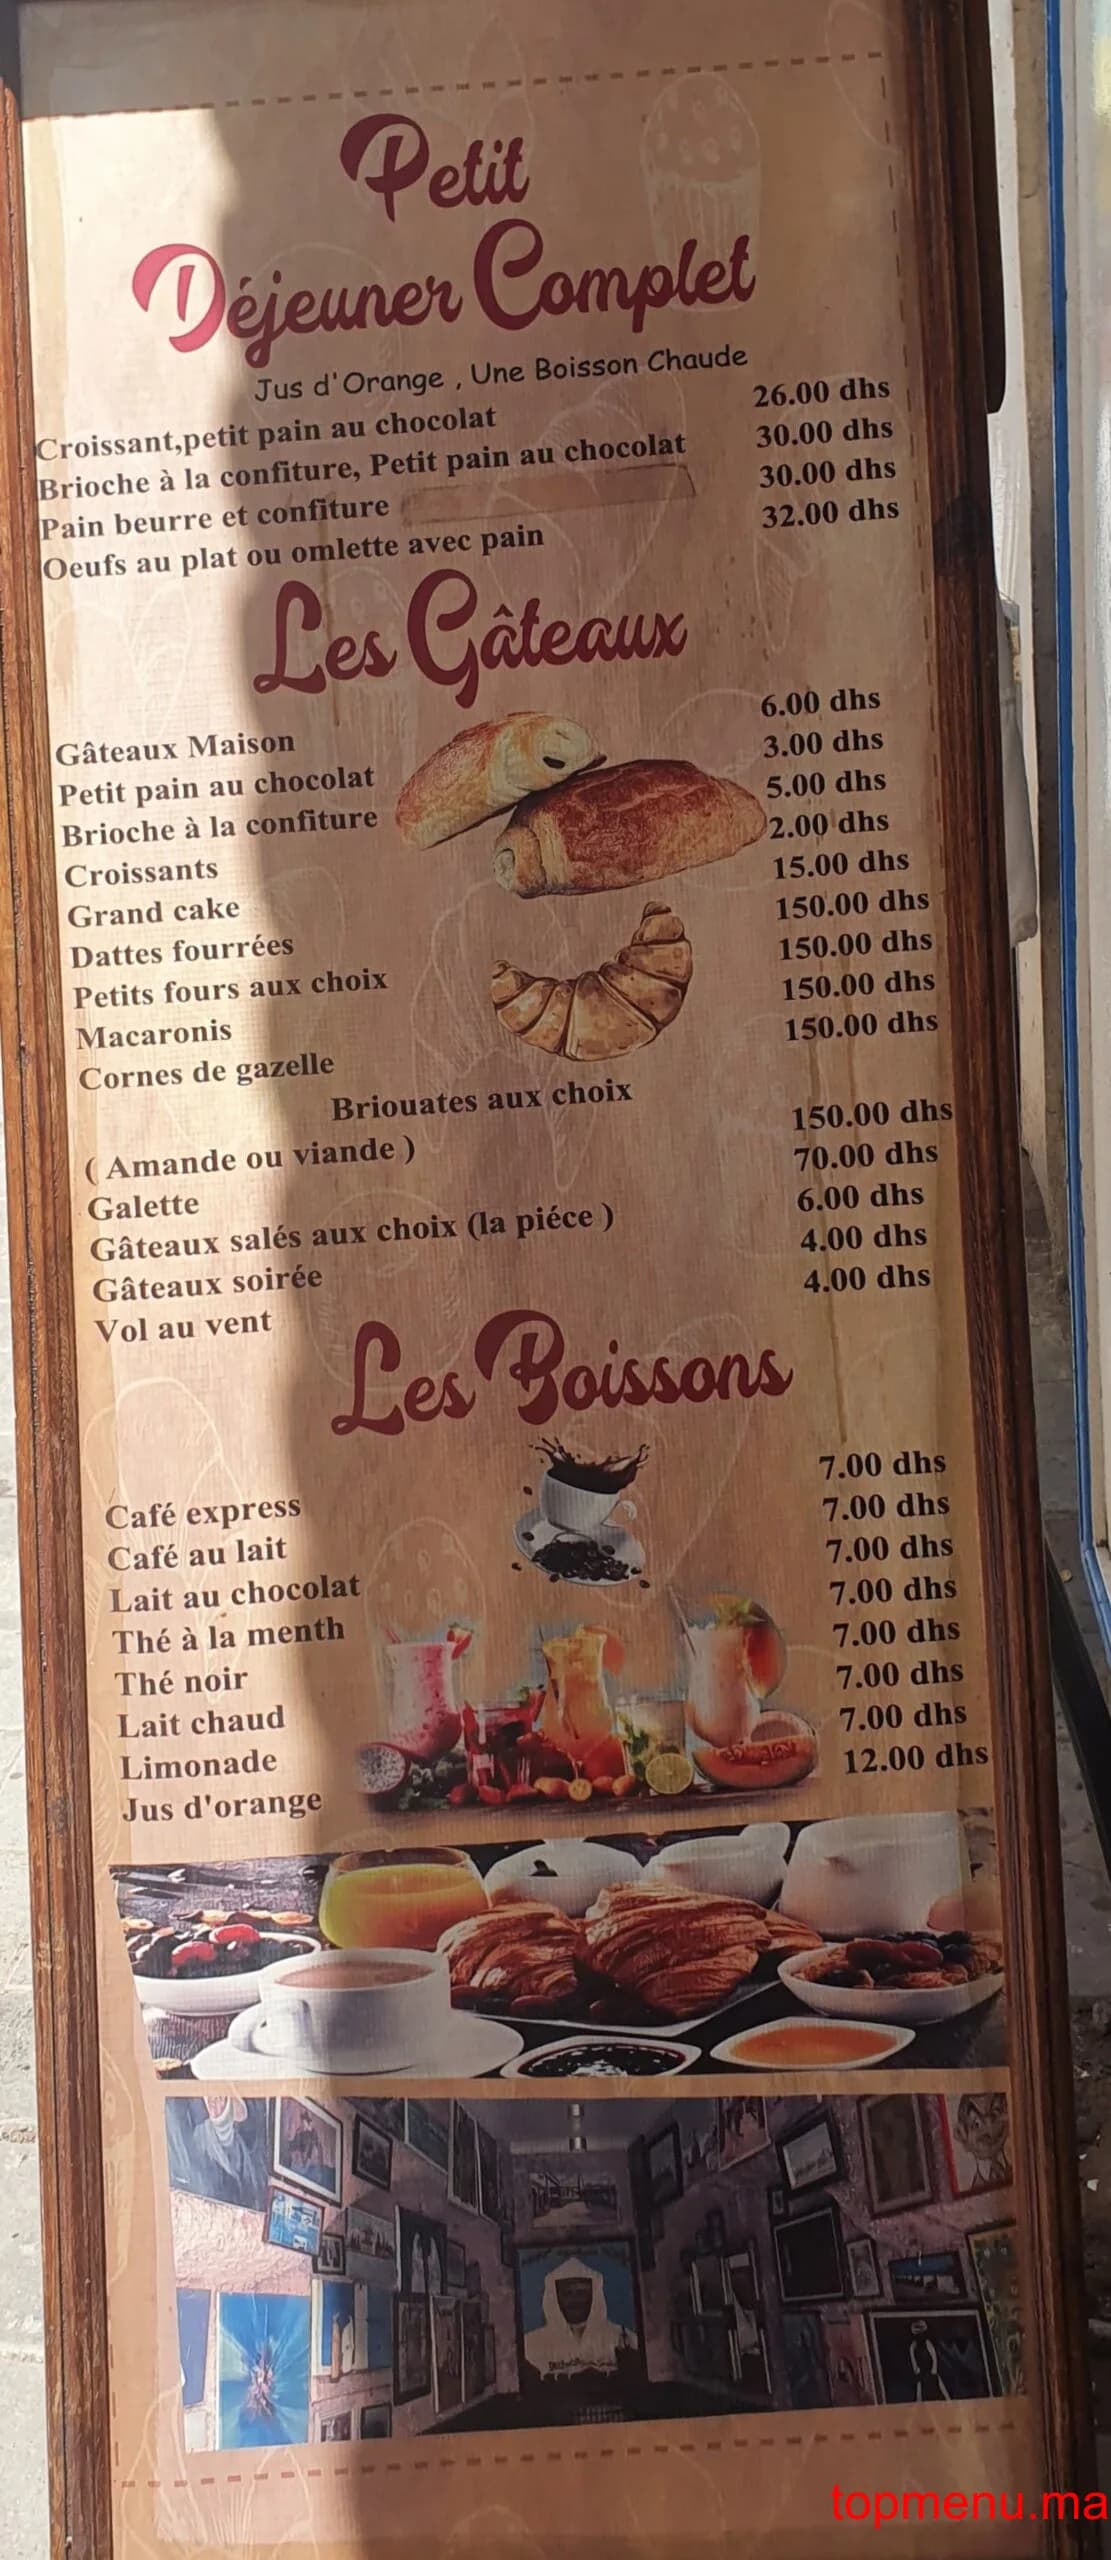 Petit
Déjeuner Complet
Jus d'Orange , Une Boisson Chaude
Croissant,petit pain au chocolat 26.00 dhs
Brioche à la confiture, Petit pain au chocolat 30.00 dhs
Pain beurre et confiture 30.00 dhs
Oeufs au plat ou omlette avec pain 32.00 dhs
Les Gâteaux
Gâteaux Maison 6.00 dhs
Petit pain au chocolat 3.00 dhs
Brioche à la confiture 5.00 dhs
Croissants 2.00 dhs
Grand cake 15.00 dhs
Dattes fourrées 150.00 dhs
Petits fours aux choix 150.00 dhs
Macaronis 150.00 dhs
Cornes de gazelle 150.00 dhs
Briouates aux choix
( Amande ou viande ) 150.00 dhs
Galette 70.00 dhs
Gâteaux salés aux choix (la piéce ) 6.00 dhs
Gâteaux soirée 4.00 dhs
Vol au vent 4.00 dhs
Les Boissons
Café express 7.00 dhs
Café au lait 7.00 dhs
Lait au chocolat 7.00 dhs
Thé à la menth 7.00 dhs
Thé noir 7.00 dhs
Lait chaud 7.00 dhs
Limonade 7.00 dhs
Jus d'orange 12.00 dhs
topmenu.ma